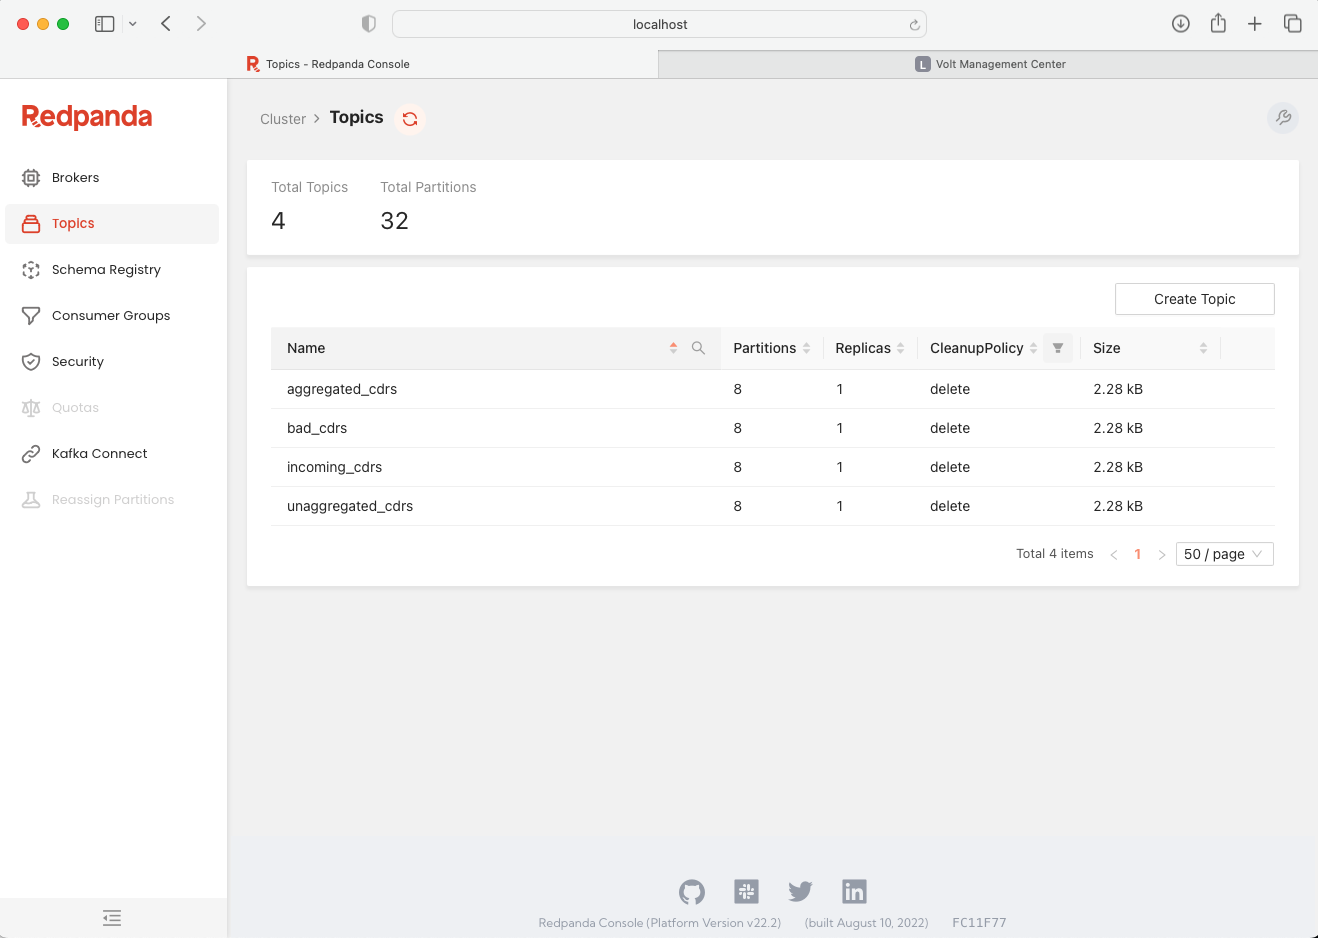 localhost
Topics - Redpanda Console
L Volt Management Center
Redpanda
Brokers
Topics
Schema Registry
Consumer Groups
Security
Quotas
Kafka Connect
Reassign Partitions
Cluster > Topics
Total Topics Total Partitions
4 32
Create Topic
Name Partitions Replicas CleanupPolicy Size
aggregated_cdrs 8 1 delete 2.28 kB
bad_cdrs 8 1 delete 2.28 kB
incoming_cdrs 8 1 delete 2.28 kB
unaggregated_cdrs 8 1 delete 2.28 kB
Total 4 items < 1 > 50 / page
Redpanda Console (Platform Version v22.2) (built August 10, 2022) FC11F77